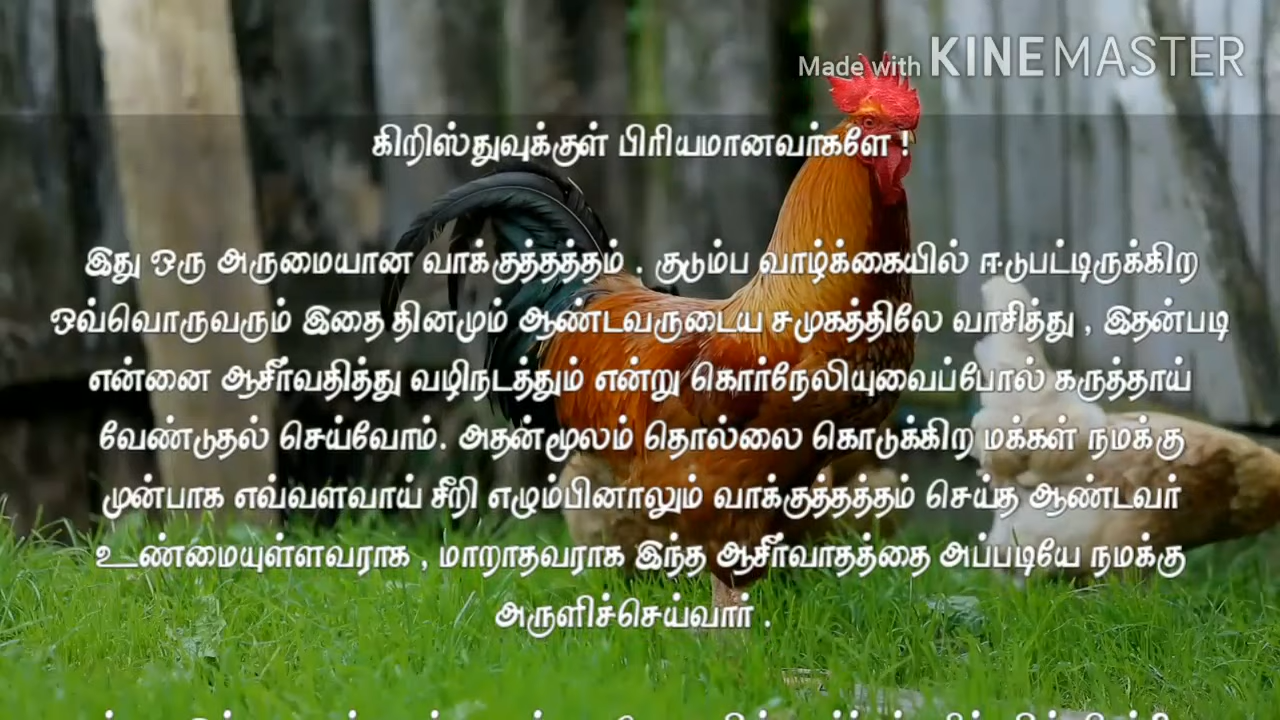 Made with KINEMASTER
கிறிஸ்துவுக்குள் பிரியமானவர்களே !
இது ஒரு அருமையான வாக்குத்தத்தம் . குடும்ப வாழ்க்கையில் ஈடுபட்டிருக்கிற
ஒவ்வொருவரும் இதை தினமும் ஆண்டவருடைய சமுகத்திலே வாசித்து , இதன்படி
என்னை ஆசீர்வதித்து வழிநடத்தும் என்று கொர்நேலியுவைப்போல் கருத்தாய்
வேண்டுதல் செய்வோம். அதன்மூலம் தொல்லை கொடுக்கிற மக்கள் நமக்கு
முன்பாக எவ்வளவாய் சீறி எழும்பினாலும் வாக்குத்தத்தம் செய்த ஆண்டவர்
உண்மையுள்ளவராக , மாறாதவராக இந்த ஆசீர்வாதத்தை அப்படியே நமக்கு
அருளிச்செய்வார் .